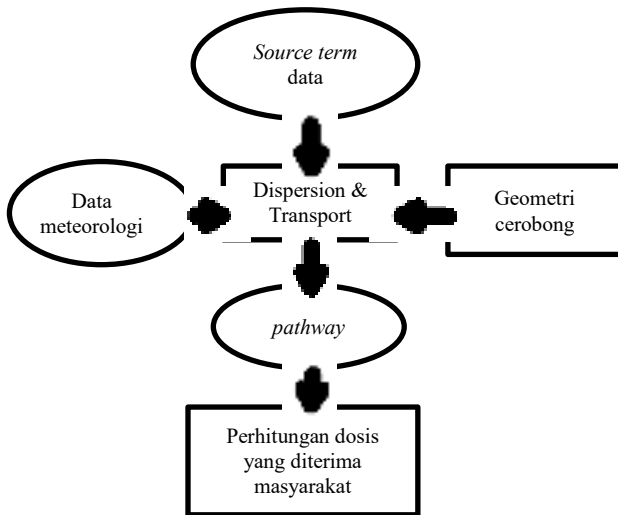 Source term
data
Data
meteorologi
Dispersion &
Transport
Geometri
cerobong
pathway
Perhitungan dosis
yang diterima
masyarakat